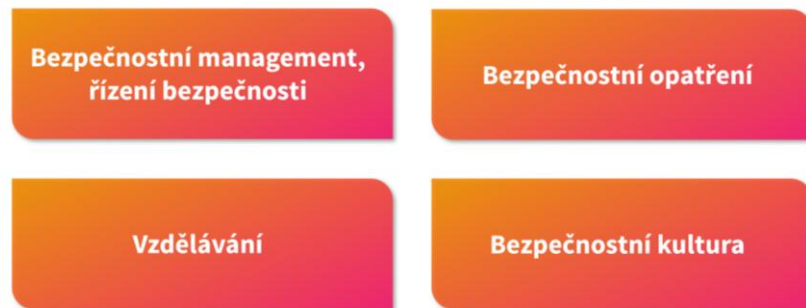 Bezpečnostní management,
řízení bezpečnosti
Bezpečnostní opatření
Vzdělávání
Bezpečnostní kultura